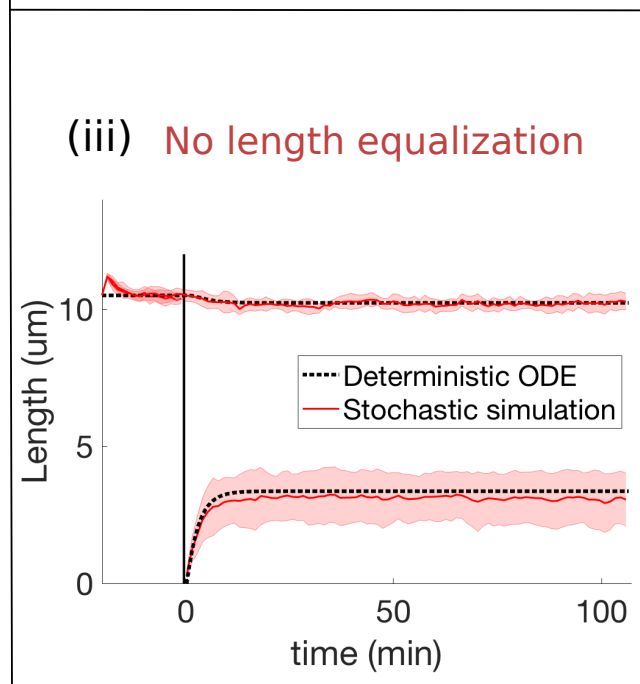 (iii) No length equalization
Length (um)
10
5
0
Deterministic ODE
Stochastic simulation
0 50 100
time (min)